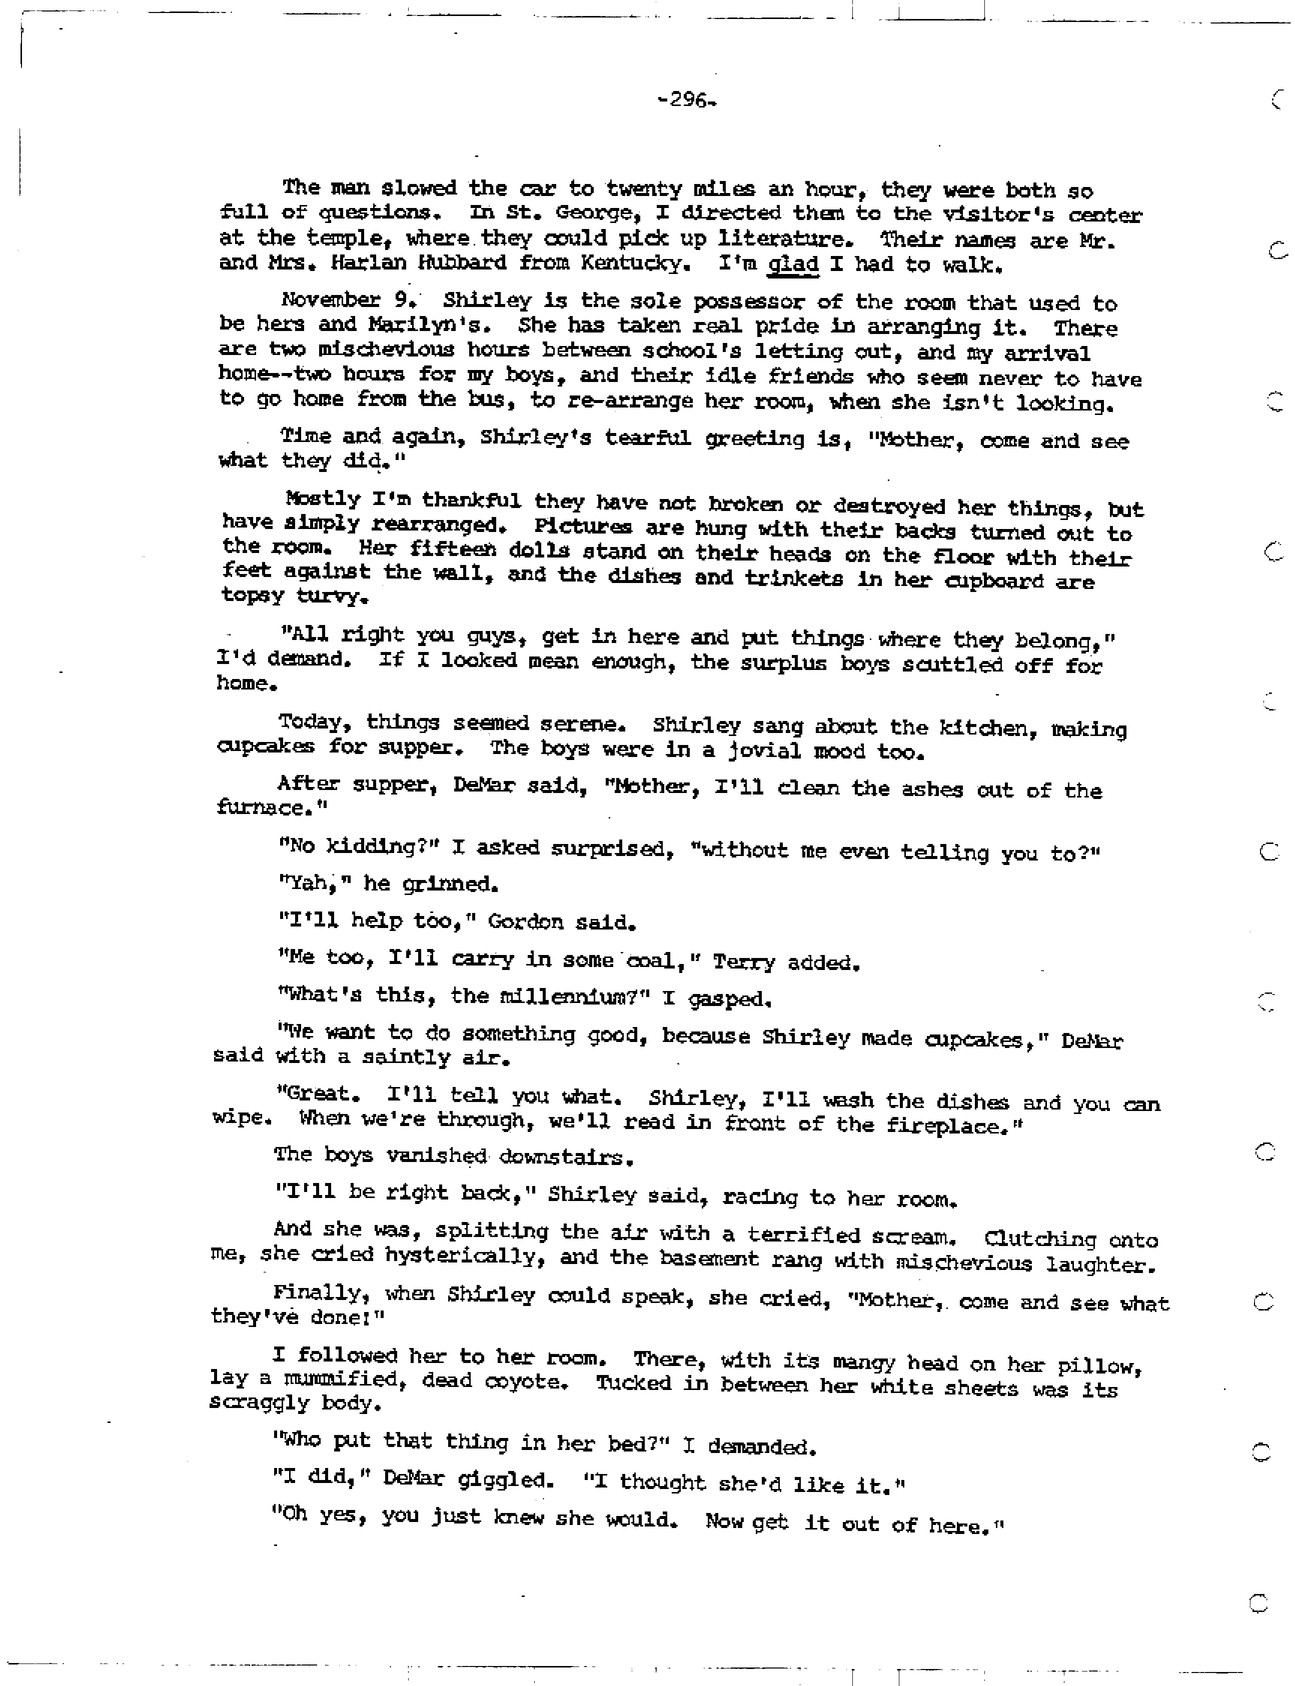 -296-
The man slowed the car to twenty miles an hour, they were both so
full of questions. In St. George, I directed them to the visitor's center
at the temple, where they could pick up literature. Their names are Mr.
and Mrs. Harlan Hubbard from Kentucky. I'm glad I had to walk.
November 9. Shirley is the sole possessor of the room that used to
be hers and Marilyn's. She has taken real pride in arranging it. There
are two mischevious hours between school's letting out, and my arrival
home--two hours for my boys, and their idle friends who seem never to have
to go home from the bus, to re-arrange her room, when she isn't looking.
Time and again, Shirley's tearful greeting is, "Mother, come and see
what they did."
Mostly I'm thankful they have not broken or destroyed her things, but
have simply rearranged. Pictures are hung with their backs turned out to
the room. Her fifteen dolls stand on their heads on the floor with their
feet against the wall, and the dishes and trinkets in her cupboard are
topsy turvy.
"All right you guys, get in here and put things where they belong,"
I'd demand. If I looked mean enough, the surplus boys scuttled off for
home.
Today, things seemed serene. Shirley sang about the kitchen, making
cupcakes for supper. The boys were in a jovial mood too.
After supper, DeMar said, "Mother, I'll clean the ashes out of the
furnace."
"No kidding?" I asked surprised, "without me even telling you to?"
"Yah," he grinned.
"I'll help too," Gordon said.
"Me too, I'll carry in some coal," Terry added.
"What's this, the millennium?" I gasped.
"We want to do something good, because Shirley made cupcakes," DeMar
said with a saintly air.
"Great. I'll tell you what. Shirley, I'll wash the dishes and you can
wipe. When we're through, we'll read in front of the fireplace."
The boys vanished downstairs.
"I'll be right back," Shirley said, racing to her room.
And she was, splitting the air with a terrified scream. Clutching onto
me, she cried hysterically, and the basement rang with mischevious laughter.
Finally, when Shirley could speak, she cried, "Mother, come and see what
they've done!"
I followed her to her room. There, with its mangy head on her pillow,
lay a mummified, dead coyote. Tucked in between her white sheets was its
scraggly body.
"Who put that thing in her bed?" I demanded.
"I did," DeMar giggled. "I thought she'd like it."
"Oh yes, you just knew she would. Now get it out of here."